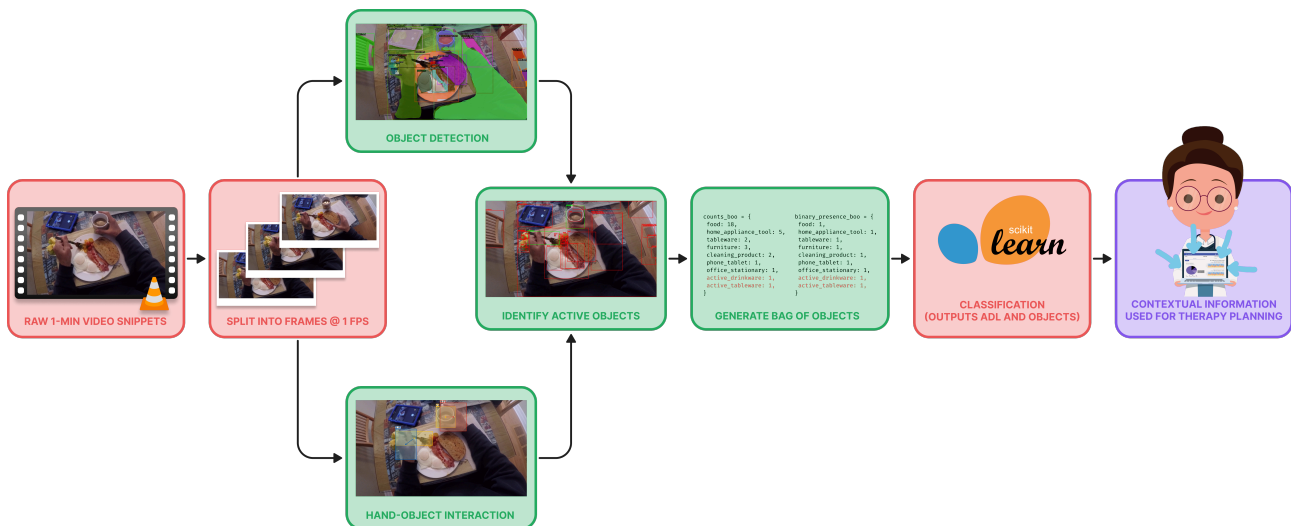 OBJECT DETECTION
RAW 1-MIN VIDEO SNIPPETS
SPLIT INTO FRAMES @ 1 FPS
HAND-OBJECT INTERACTION
IDENTIFY ACTIVE OBJECTS
counts_boo = {
food: 18,
home_appliance_tool: 5,
tableware: 2,
furniture: 3,
cleaning_product: 2,
phone_tablet: 1,
office_stationary: 1,
active_drinkware: 1,
active_tableware: 1,
}
binary_presence_boo = {
food: 1,
home_appliance_tool: 1,
tableware: 1,
furniture: 1,
cleaning_product: 1,
phone_tablet: 1,
office_stationary: 1,
active_drinkware: 1,
active_tableware: 1,
}
GENERATE BAG OF OBJECTS
scikit
learn
CLASSIFICATION
(OUTPUTS ADL AND OBJECTS)
CONTEXTUAL INFORMATION
USED FOR THERAPY PLANNING